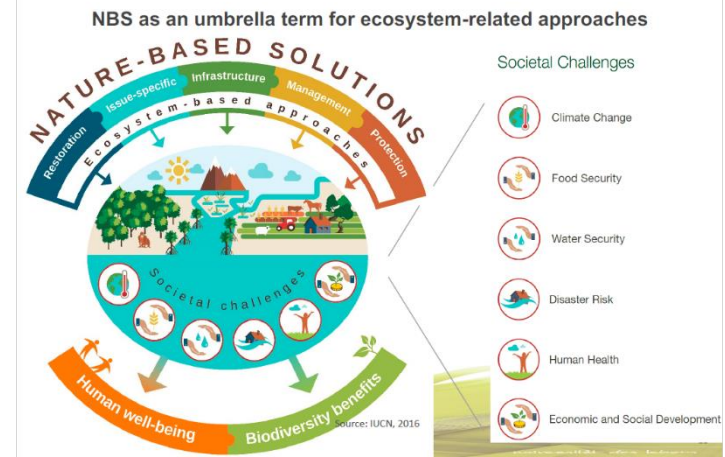 NBS as an umbrella term for ecosystem-related approaches
NATURE-BASED SOLUTIONS
Restoration
Issue-specific
Infrastructure
Management
Protection
Ecosystem-based approaches
Societal challenges
Human well-being
Biodiversity benefits
Source: IUCN, 2016
Societal Challenges
Climate Change
Food Security
Water Security
Disaster Risk
Human Health
Economic and Social Development